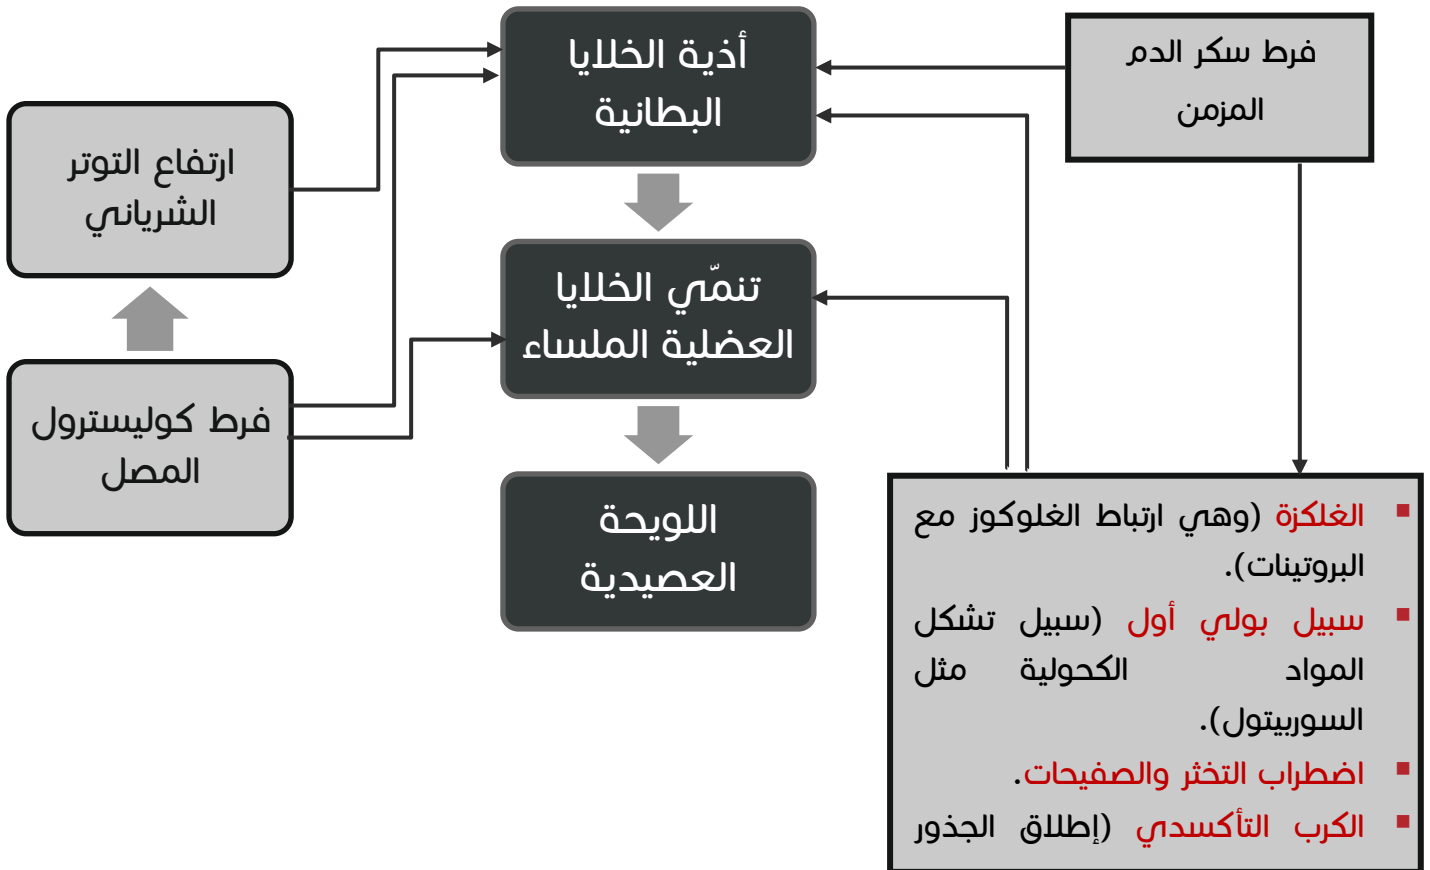 أذية الخلايا
البطانية
فرط سكر الدم
المزمن
ارتفاع التوتر
الشرياني
تنمّي الخلايا
العضلية الملساء
فرط كوليسترول
المصل
اللويحة
العصيدية
▪ الغلكزة (وهي ارتباط الغلوكوز مع
البروتينات).
▪ سبيل بولي أول (سبيل تشكل
المواد الكحولية مثل
السوربيتول).
▪ اضطراب التخثر والصفيحات.
▪ الكرب التأكسدي (إطلاق الجذور